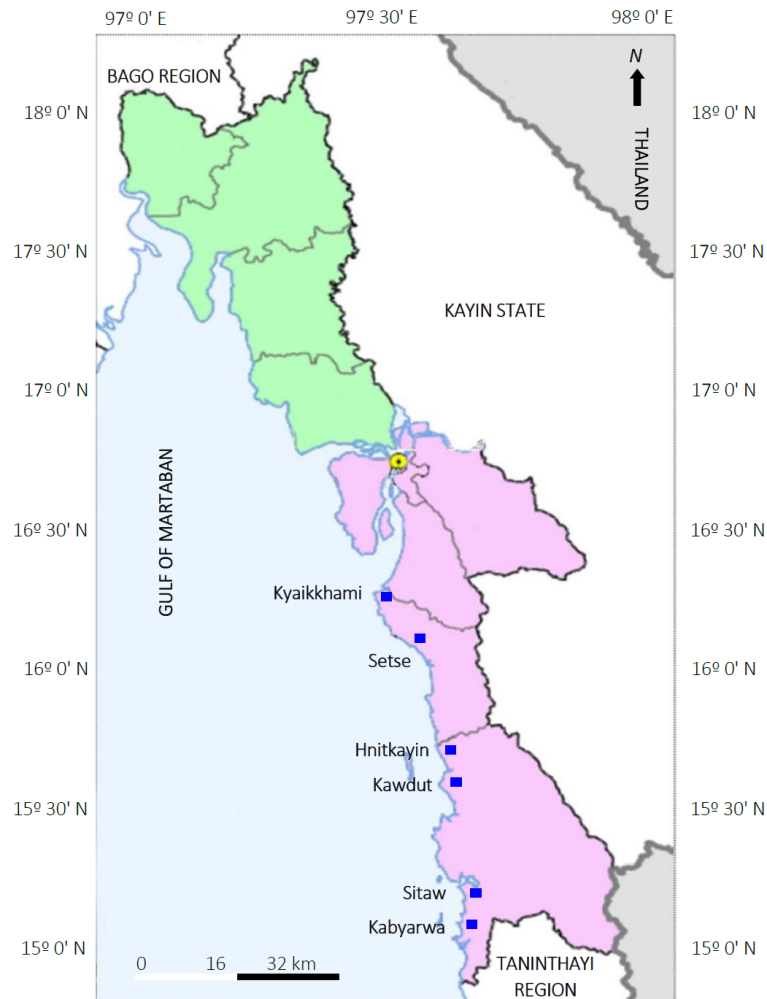 97º 0' E 97º 30' E 98º 0' E
BAGO REGION
N
18º 0' N 18º 0' N
THAILAND
17º 30' N 17º 30' N
KAYIN STATE
17º 0' N 17º 0' N
GULF OF MARTABAN
16º 30' N 16º 30' N
Kyaikkhami
Setse
16º 0' N 16º 0' N
Hnitkayin
Kawdut
15º 30' N 15º 30' N
Sitaw
Kabyarwa
15º 0' N 15º 0' N
0 16 32 km
TANINTHAYI
REGION